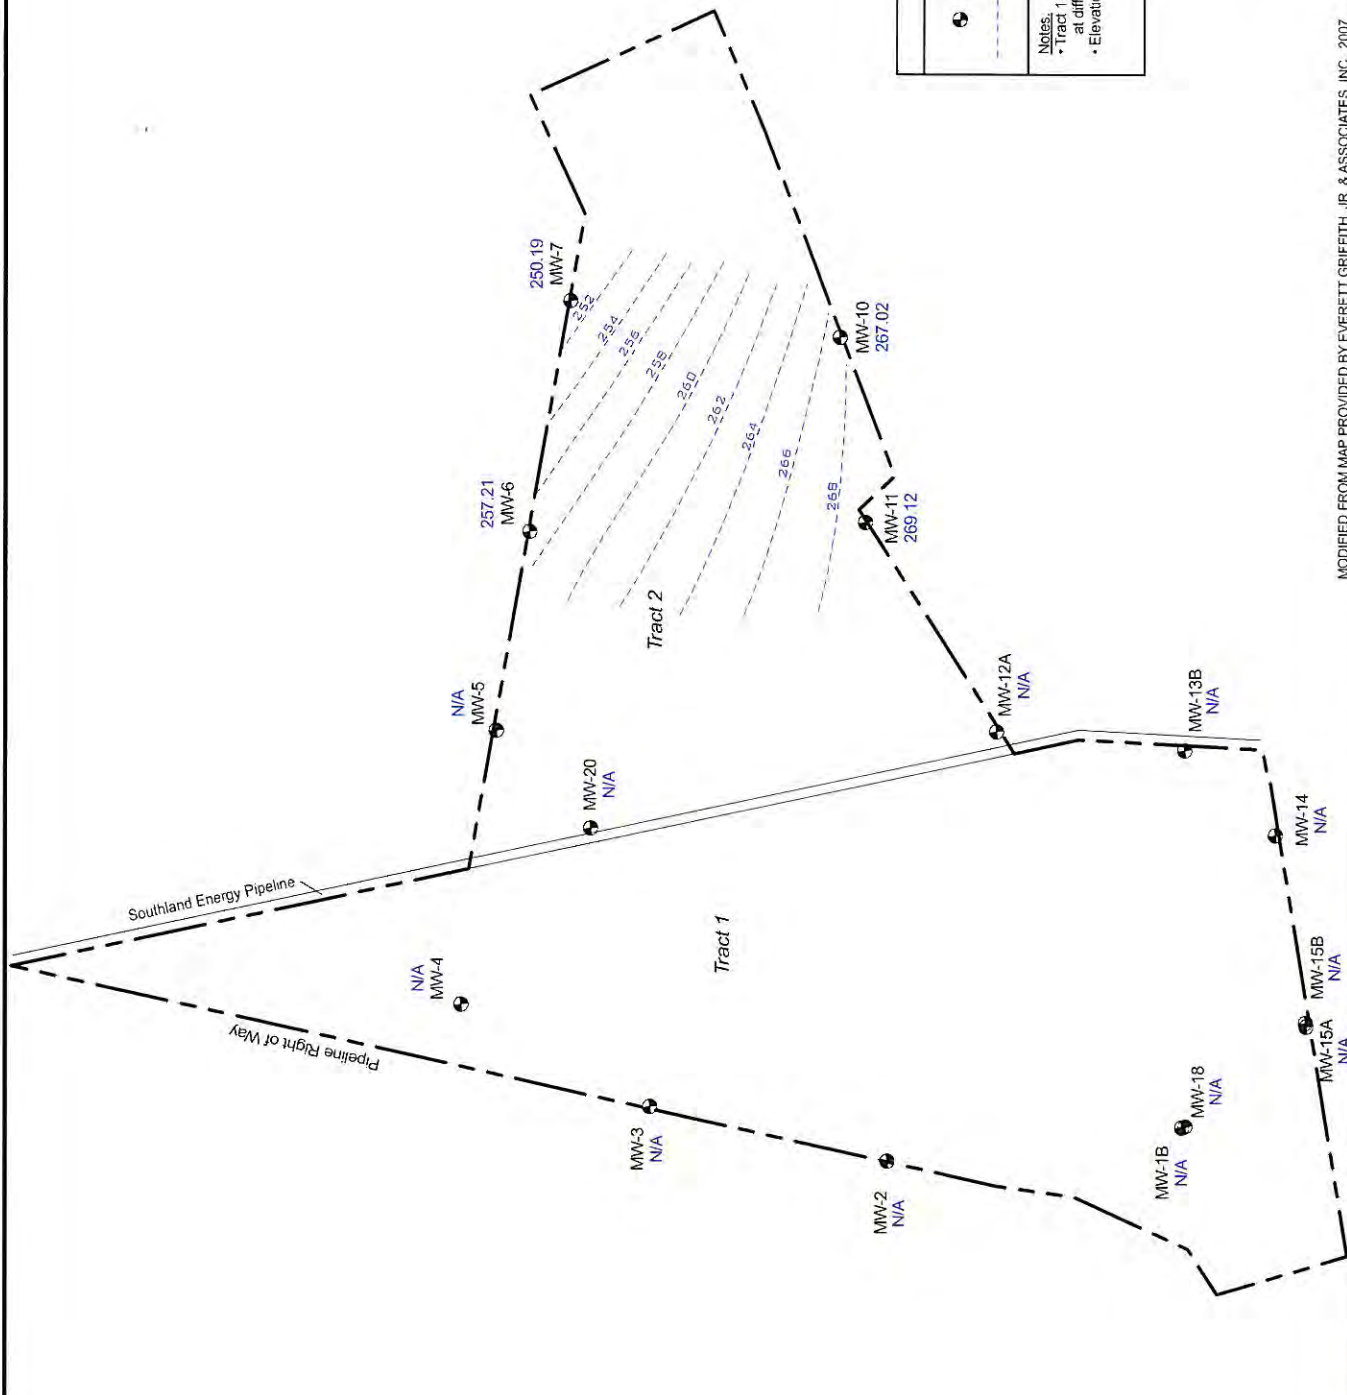 Southland Energy Pipeline
Pipeline Right of Way
N/A
MW-4
MW-3
N/A
MW-2
N/A
MW-1B
N/A
MW-18
N/A
MW-15A
N/A
MW-15B
N/A
MW-14
N/A
MW-13B
N/A
MW-12A
N/A
MW-20
N/A
N/A
MW-5
257.21
MW-6
250.19
MW-7
MW-10
267.02
MW-11
269.12
Tract 1
Tract 2
252
254
256
258
260
262
264
266
268
Notes:
• Tract 1
at
• 
MODIFIED FROM MAP PROVIDED BY EVERETT GRIFFITH, JR. & ASSOCIATES, INC. 2007